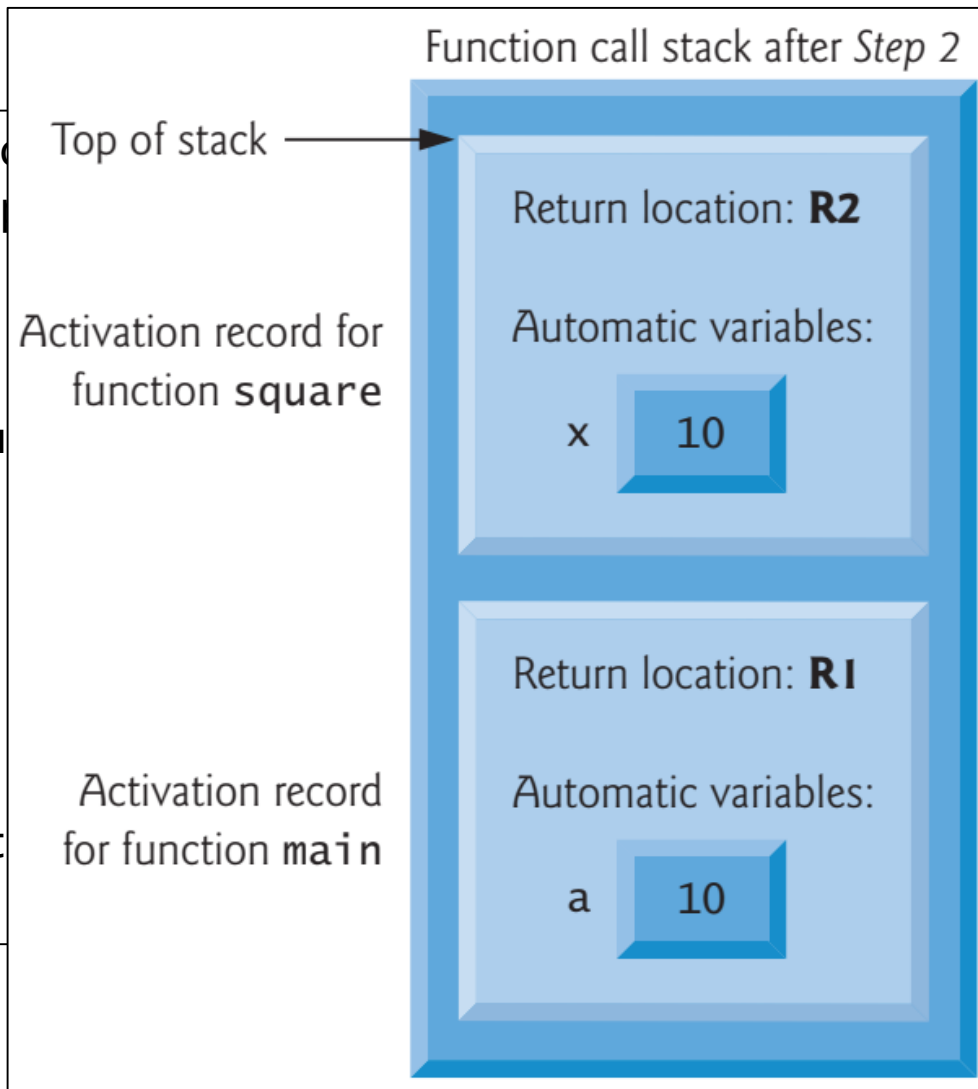 Function call stack after Step 2
Top of stack
Return location: R2
Activation record for
function square
Automatic variables:
x 10
Return location: R1
Activation record
for function main
Automatic variables:
a 10